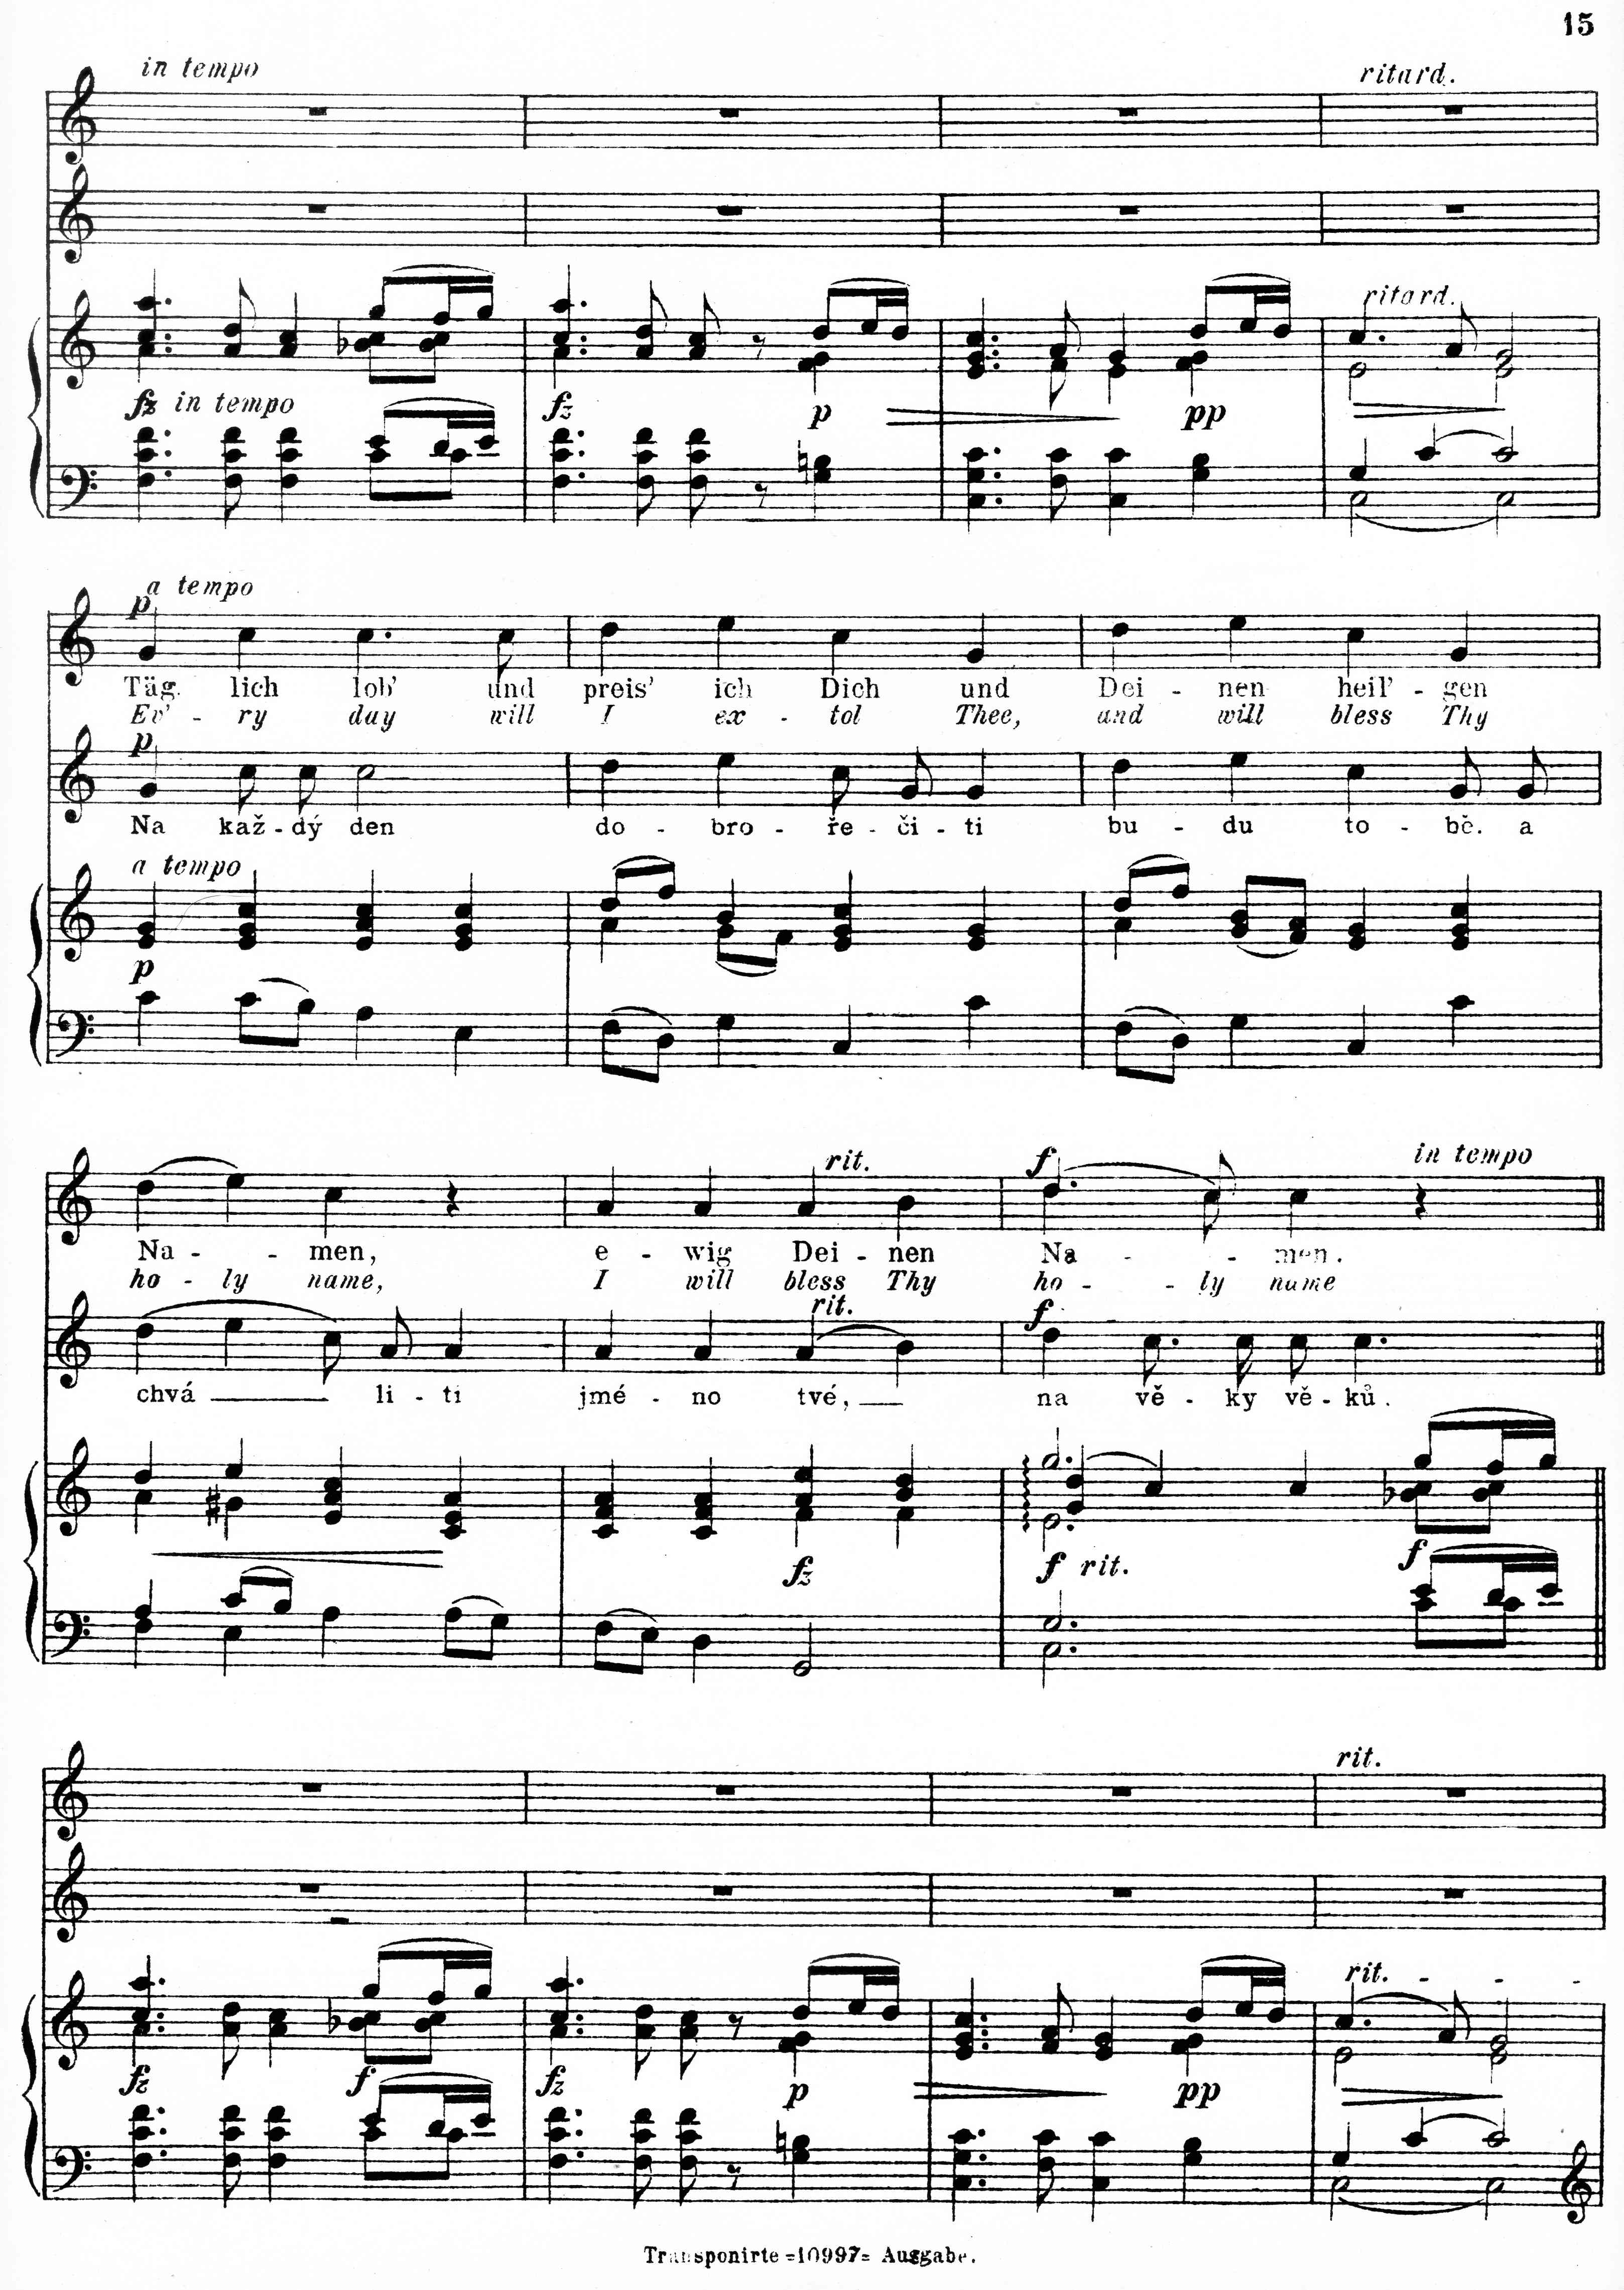 15
in tempo
ritard.
ritard.
fz in tempo fz p pp
a tempo
p
Täg. lich lob' und preis' ich Dich und Dei - nen heil' - gen
Ev' - ry day will I ex - tol Thee, and will bless Thy
p
Na kaž - dý den do - bro - ře - či - ti bu - du to - bě. a
a tempo
p
rit. f in tempo
Na - - men, e - wig Dei - nen Na - - men.
ho - ly name, I will bless Thy ho - - ly name
rit. f
chvá li - ti jmé - no tvé, na vě - ky vě - ků.
fz f rit. f
rit.
rit. - - -
fz f fz p pp
Transponirte =10997= Ausgabe.